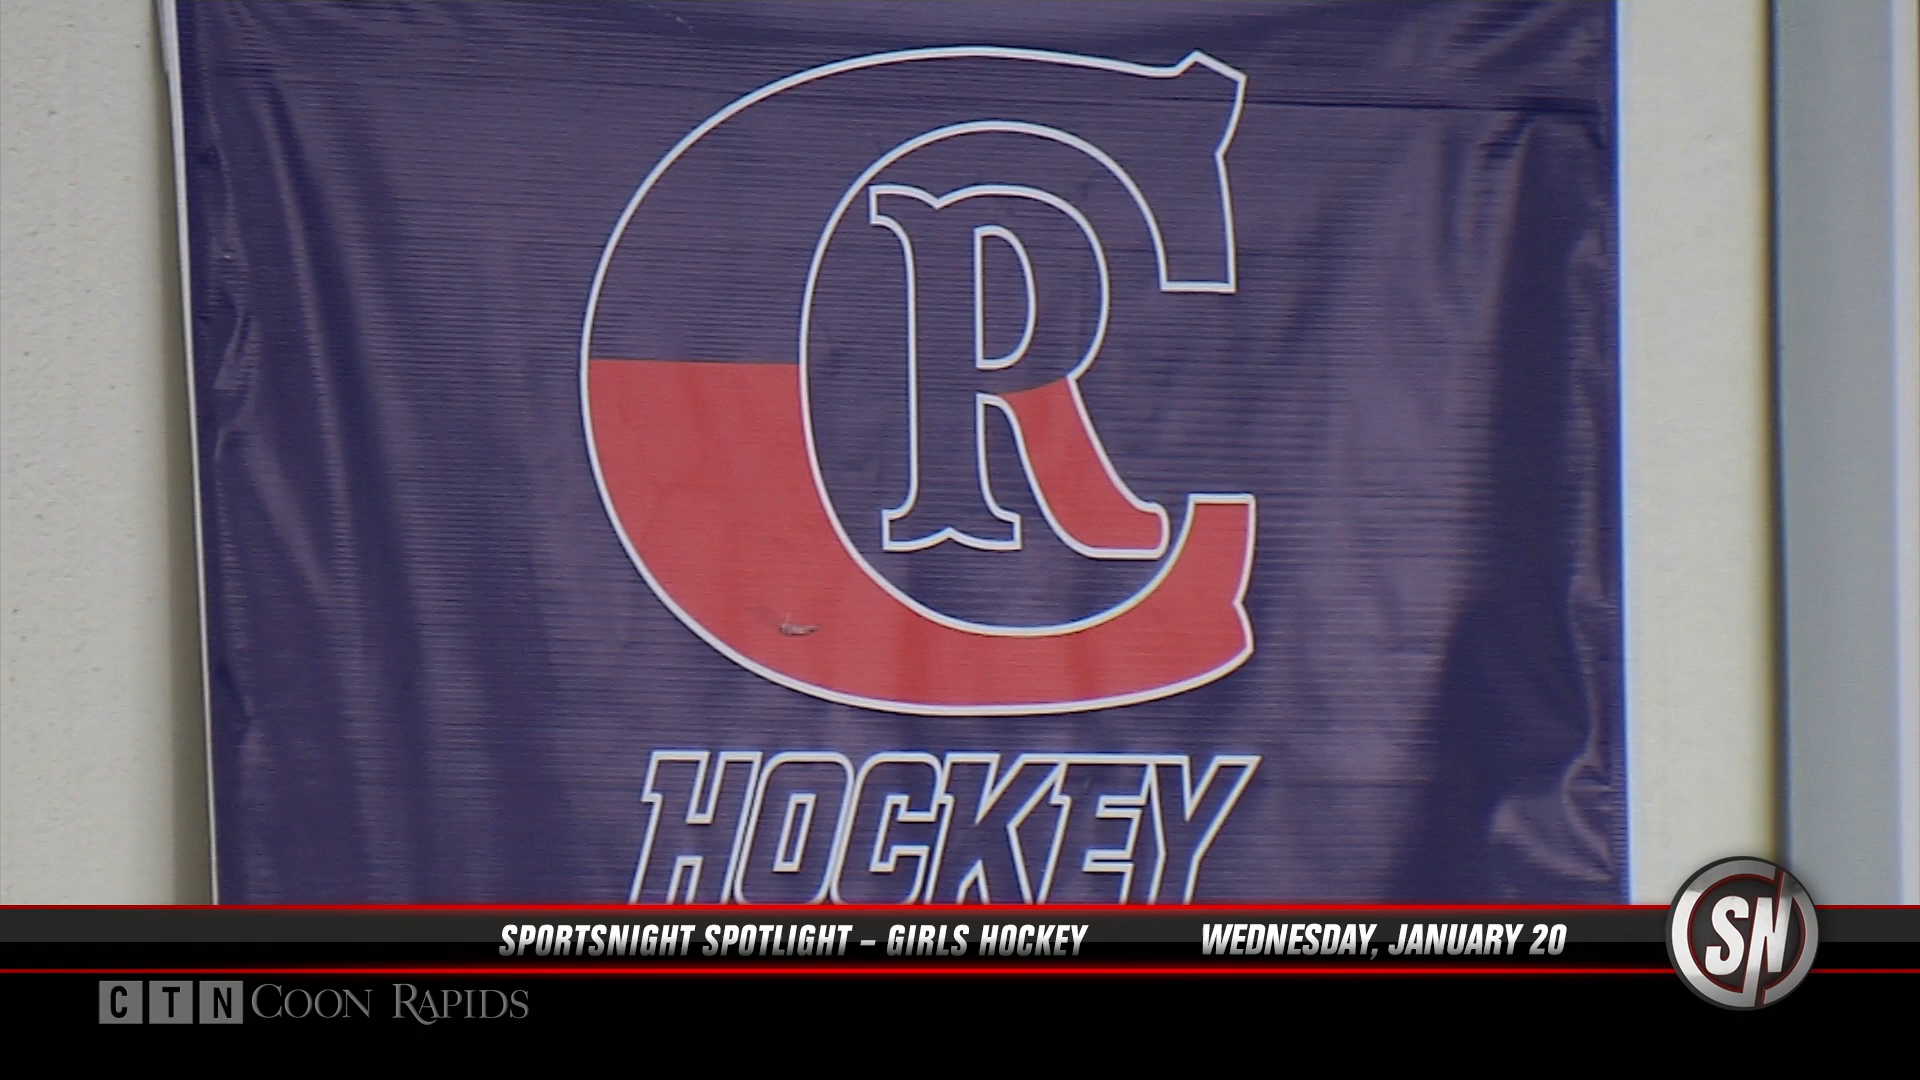 CR
HOCKEY
SPORTSNIGHT SPOTLIGHT – GIRLS HOCKEY WEDNESDAY, JANUARY 20
SN
CTN COON RAPIDS